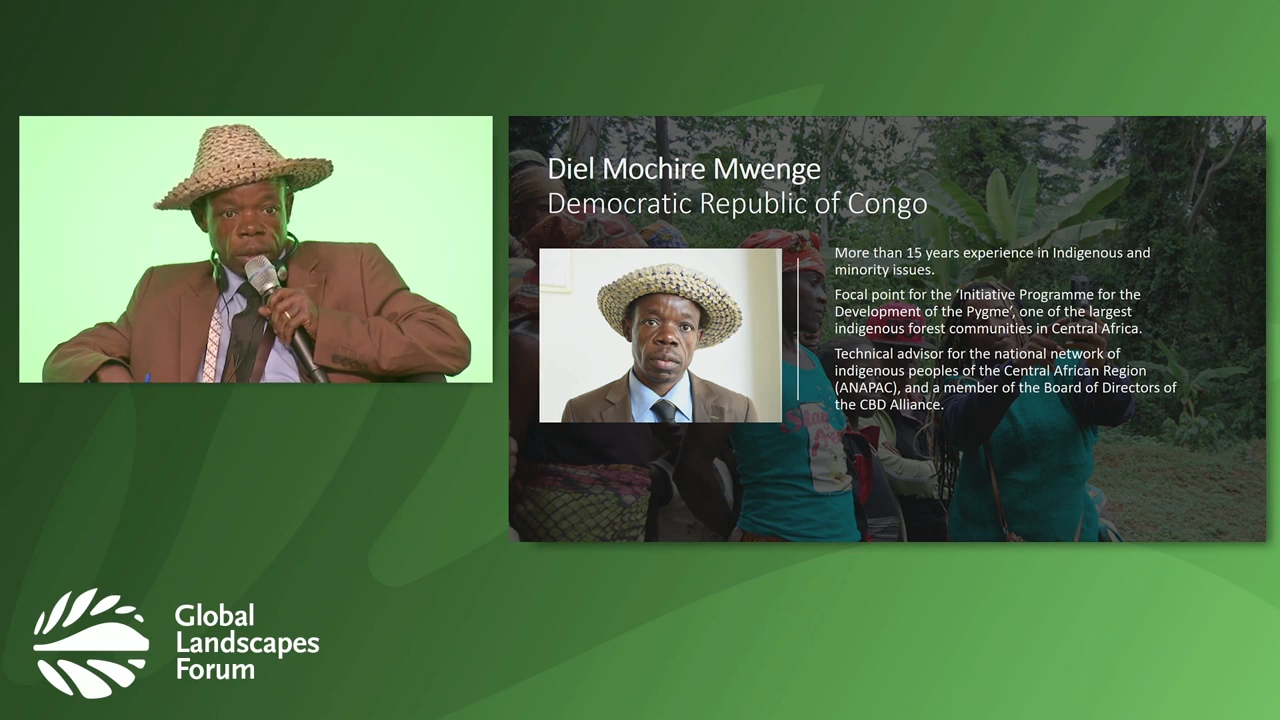 Diel Mochire Mwenge
Democratic Republic of Congo
More than 15 years experience in Indigenous and
minority issues.
Focal point for the ‘Initiative Programme for the
Development of the Pygme’, one of the largest
indigenous forest communities in Central Africa.
Technical advisor for the national network of
indigenous peoples of the Central African Region
(ANAPAC), and a member of the Board of Directors of
the CBD Alliance.
Global
Landscapes
Forum